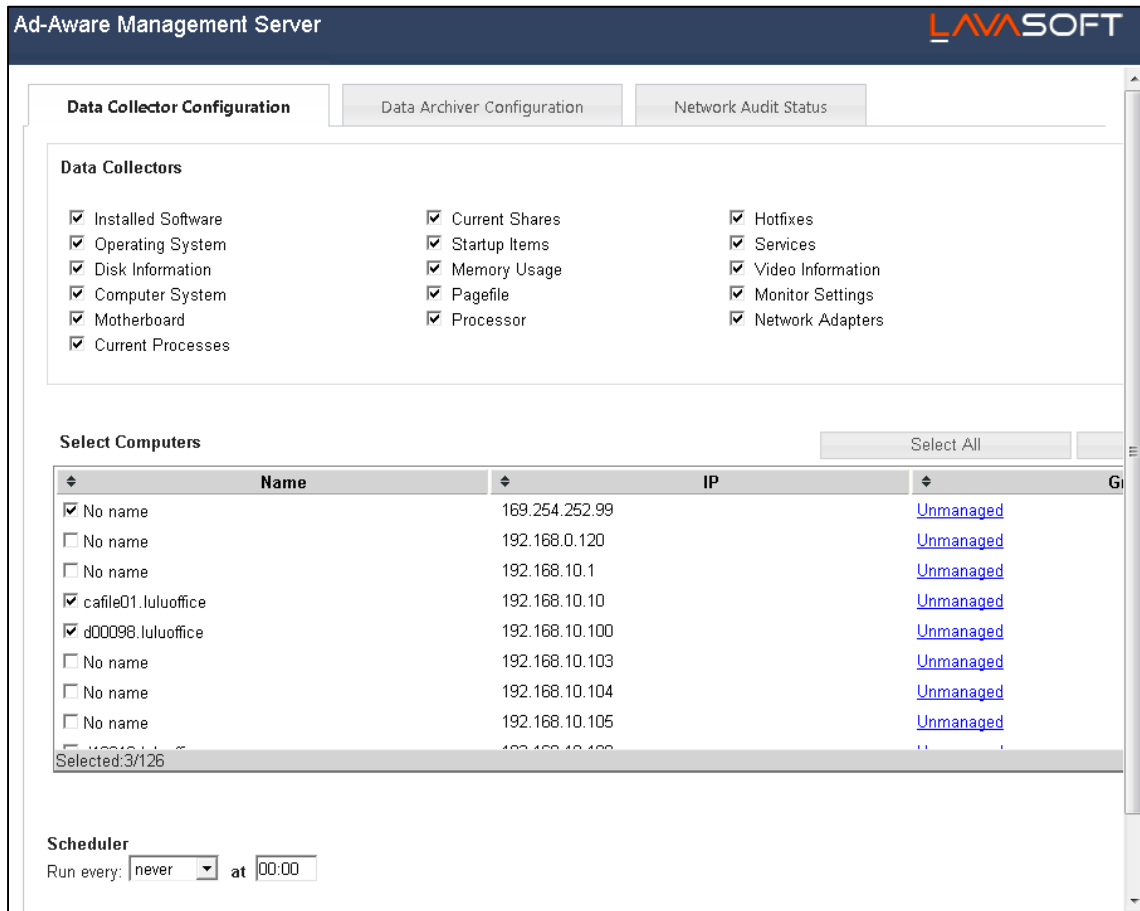 Ad-Aware Management Server
LAVASOFT
Data Collector Configuration
Data Archiver Configuration
Network Audit Status
Data Collectors
Installed Software
Current Shares
Hotfixes
Operating System
Startup Items
Services
Disk Information
Memory Usage
Video Information
Computer System
Pagefile
Monitor Settings
Motherboard
Processor
Network Adapters
Current Processes
Select Computers
Select All
Name IP
No name 169.254.252.99 Unmanaged
No name 192.168.0.120 Unmanaged
No name 192.168.10.1 Unmanaged
cafile01.luluoffice 192.168.10.10 Unmanaged
d00098.luluoffice 192.168.10.100 Unmanaged
No name 192.168.10.103 Unmanaged
No name 192.168.10.104 Unmanaged
No name 192.168.10.105 Unmanaged
Selected:3/126
Scheduler
Run every: never at 00:00